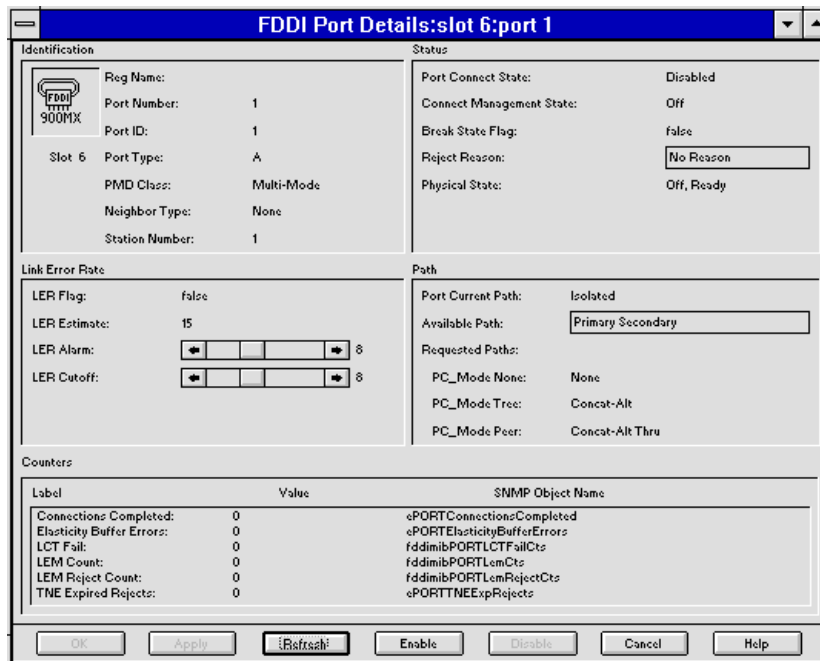 FDDI Port Details:slot 6:port 1
Identification
FDDI
900MX
Slot 6
Reg Name:
Port Number: 1
Port ID: 1
Port Type: A
PMD Class: Multi-Mode
Neighbor Type: None
Station Number: 1
Status
Port Connect State: Disabled
Connect Management State: Off
Break State Flag: false
Reject Reason: No Reason
Physical State: Off, Ready
Link Error Rate
LER Flag: false
LER Estimate: 15
LER Alarm: 8
LER Cutoff: 8
Path
Port Current Path: Isolated
Available Path: Primary Secondary
Requested Paths:
PC_Mode None: None
PC_Mode Tree: Concat-Alt
PC_Mode Peer: Concat-Alt Thru
Counters
Label Value SNMP Object Name
Connections Completed: 0 ePORTConnectionsCompleted
Elasticity Buffer Errors: 0 ePORTElasticityBufferErrors
LCT Fail: 0 fddimibPORTLCTFailCts
LEM Count: 0 fddimibPORTLemCts
LEM Reject Count: 0 fddimibPORTLemRejectCts
TNE Expired Rejects: 0 ePORTTNEExpRejects
OK Apply Refresh Enable Disable Cancel Help